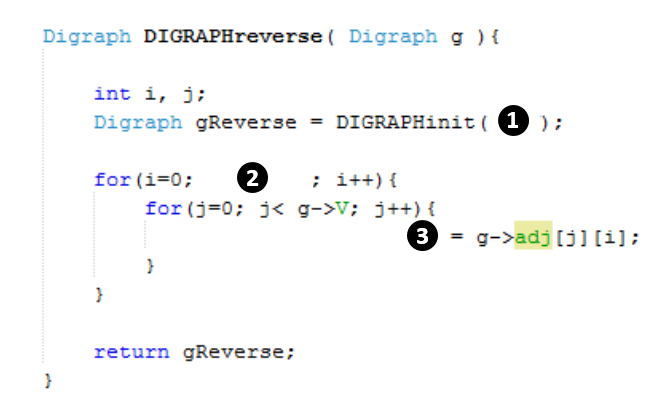 Digraph DIGRAPHreverse( Digraph g ){
int i, j;
Digraph gReverse = DIGRAPHinit( 1 );
for(i=0; 2 ; i++){
for(j=0; j< g->V; j++){
3 = g->adj[j][i];
}
}
return gReverse;
}